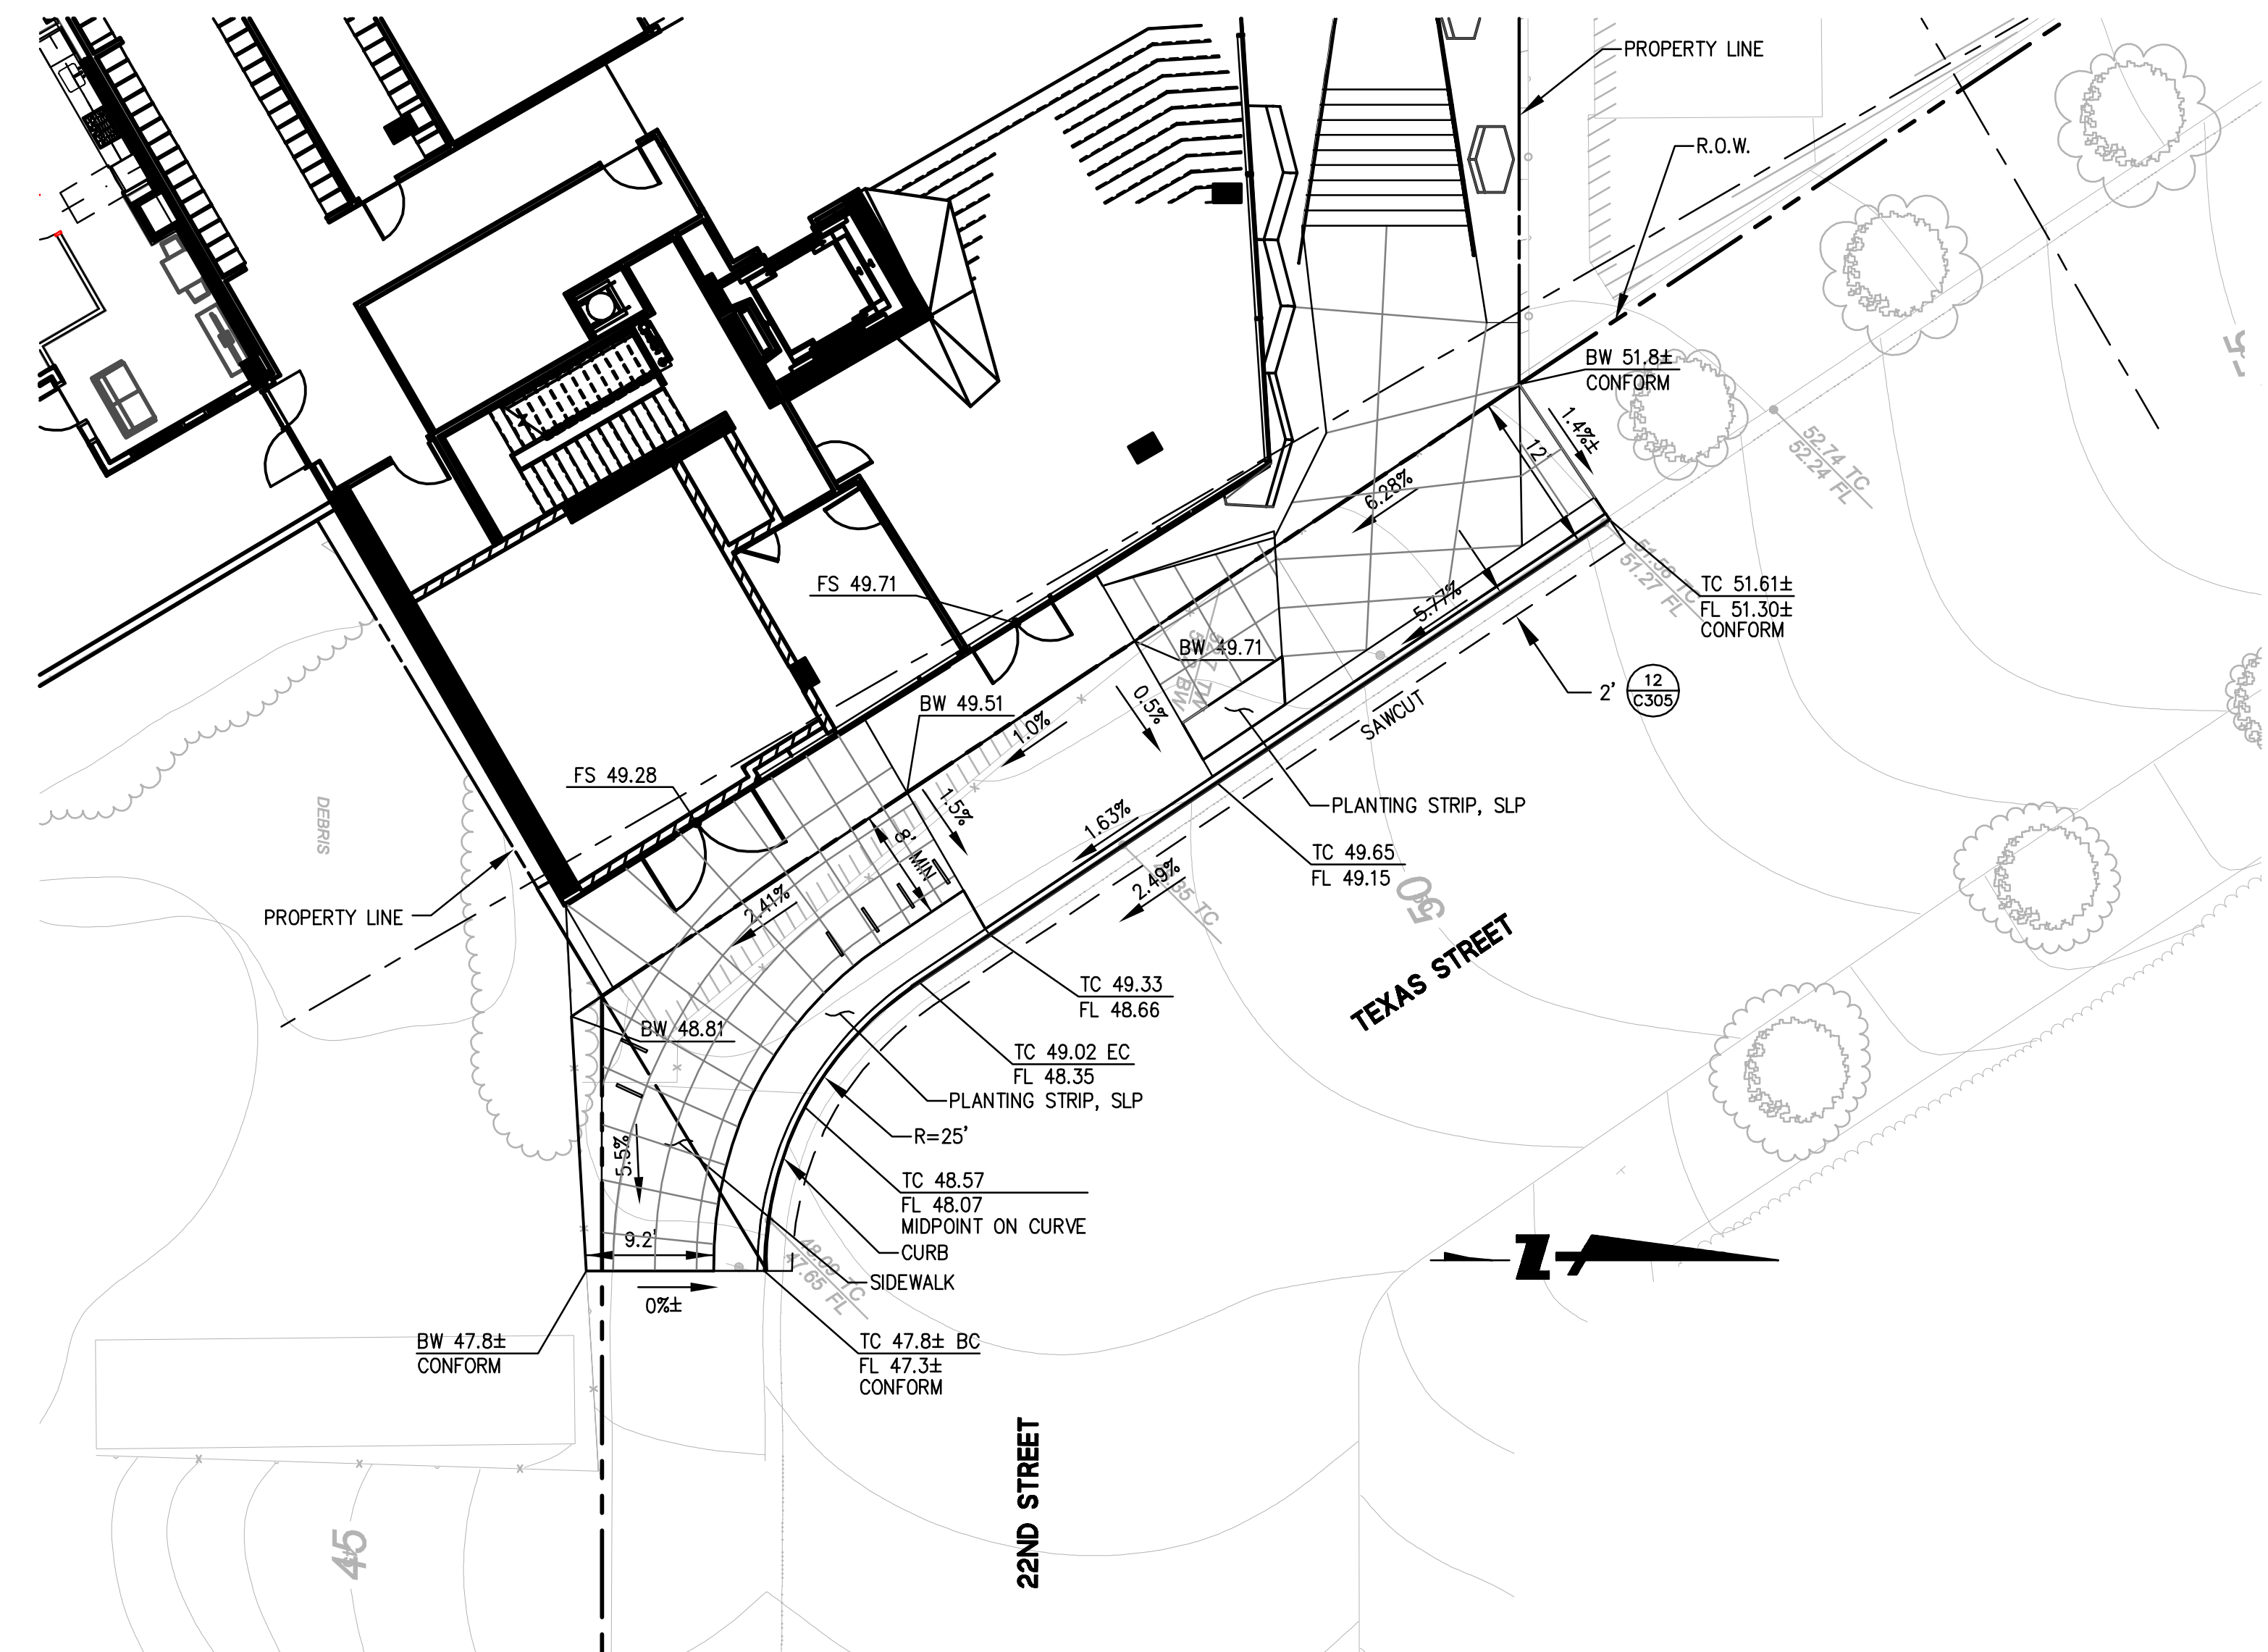 PROPERTY LINE
R.O.W.
BW 51.8±
CONFORM
1.4%±
12'
6.28%
52.74 TC
52.24 FL
51.27 FL
TC 51.61±
FL 51.30±
CONFORM
FS 49.71
5.77%
BW 49.71
2'
12
C305
0.5%
BW 49.51
1.0%
SAWCUT
FS 49.28
DEBRIS
1.5%
8' MIN
1.63%
PLANTING STRIP, SLP
TC 49.65
FL 49.15
2.49%
50
PROPERTY LINE
2.41%
TEXAS STREET
TC 49.33
FL 48.66
BW 48.81
TC 49.02 EC
FL 48.35
PLANTING STRIP, SLP
R=25'
5.5%
TC 48.57
FL 48.07
MIDPOINT ON CURVE
CURB
9.2'
SIDEWALK
47.65 FL
0%±
Z
BW 47.8±
CONFORM
TC 47.8± BC
FL 47.3±
CONFORM
22ND STREET
45